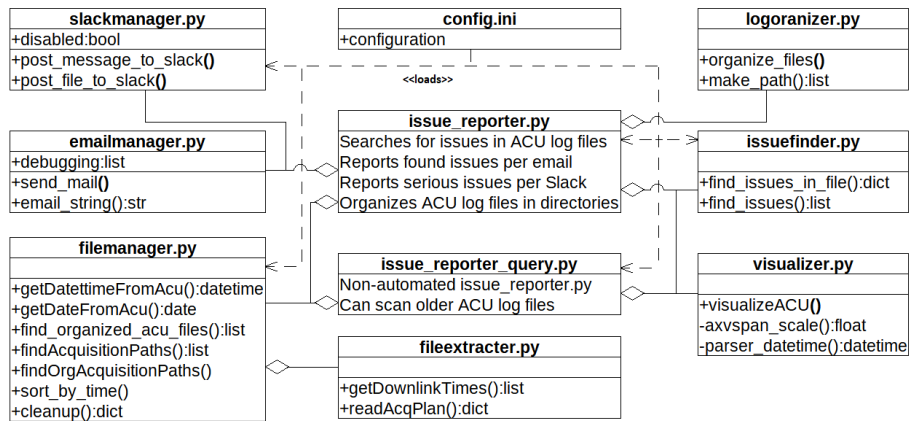 slackmanager.py
+disabled:bool
+post_message_to_slack()
+post_file_to_slack()
config.ini
+configuration
<<loads>>
logoranizer.py
+organize_files()
+make_path():list
emailmanager.py
+debugging:list
+send_mail()
+email_string():str
issue_reporter.py
Searches for issues in ACU log files
Reports found issues per email
Reports serious issues per Slack
Organizes ACU log files in directories
issuefinder.py
+find_issues_in_file():dict
+find_issues():list
filemanager.py
+getDatettimeFromAcu():datetime
+getDateFromAcu():date
+find_organized_acu_files():list
+findAcquisitionPaths():list
+findOrgAcquisitionPaths()
+sort_by_time()
+cleanup():dict
issue_reporter_query.py
Non-automated issue_reporter.py
Can scan older ACU log files
visualizer.py
+visualizeACU()
-axvspan_scale():float
-parser_datetime():datetime
fileextracter.py
+getDownlinkTimes():list
+readAcqPlan():dict